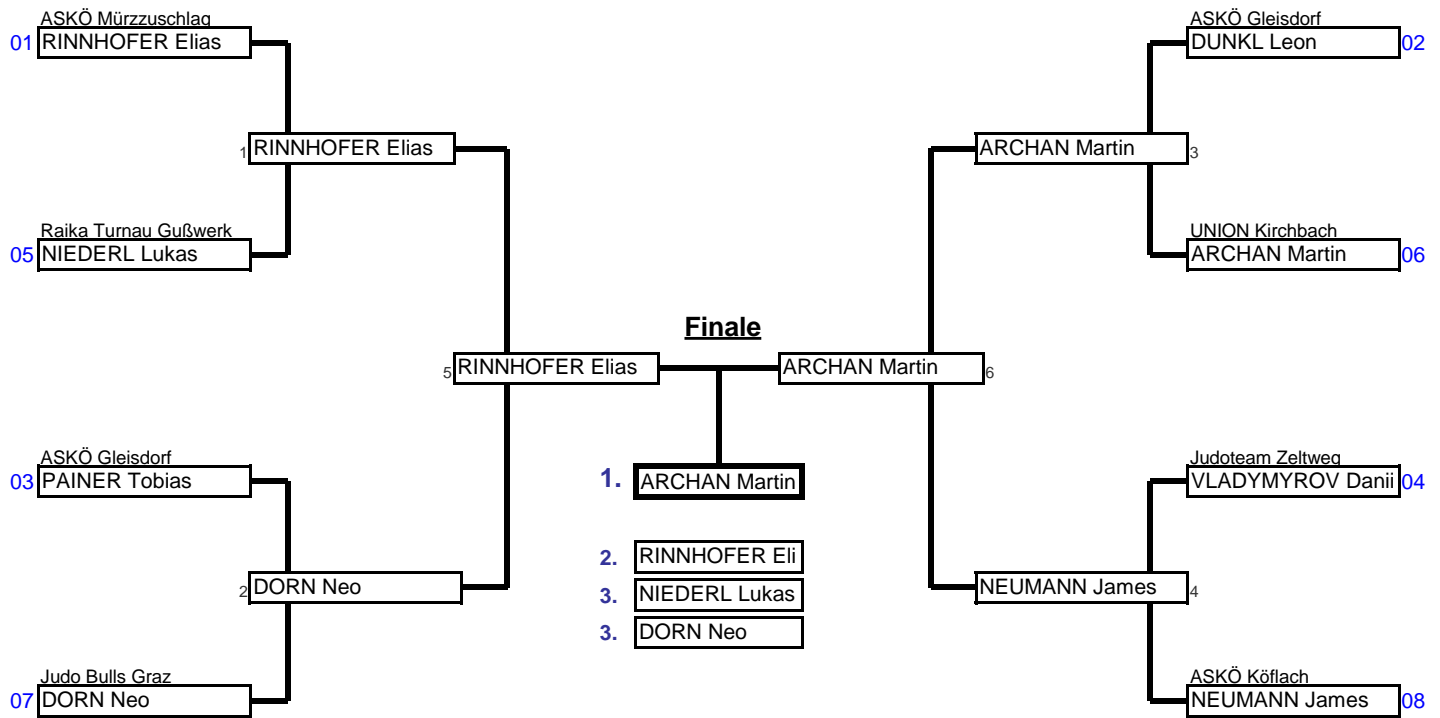 ASKÖ Mürzzuschlag
01 RINNHOFER Elias
ASKÖ Gleisdorf
DUNKL Leon 02
1 RINNHOFER Elias
ARCHAN Martin 3
Raika Turnau Gußwerk
05 NIEDERL Lukas
UNION Kirchbach
ARCHAN Martin 06
Finale
5 RINNHOFER Elias
ARCHAN Martin 6
ASKÖ Gleisdorf
03 PAINER Tobias
1. ARCHAN Martin
Judoteam Zeltweg
VLADYMYROV Danii 04
2. RINNHOFER Eli
3. NIEDERL Lukas
3. DORN Neo
2 DORN Neo
NEUMANN James 4
Judo Bulls Graz
07 DORN Neo
ASKÖ Köflach
NEUMANN James 08